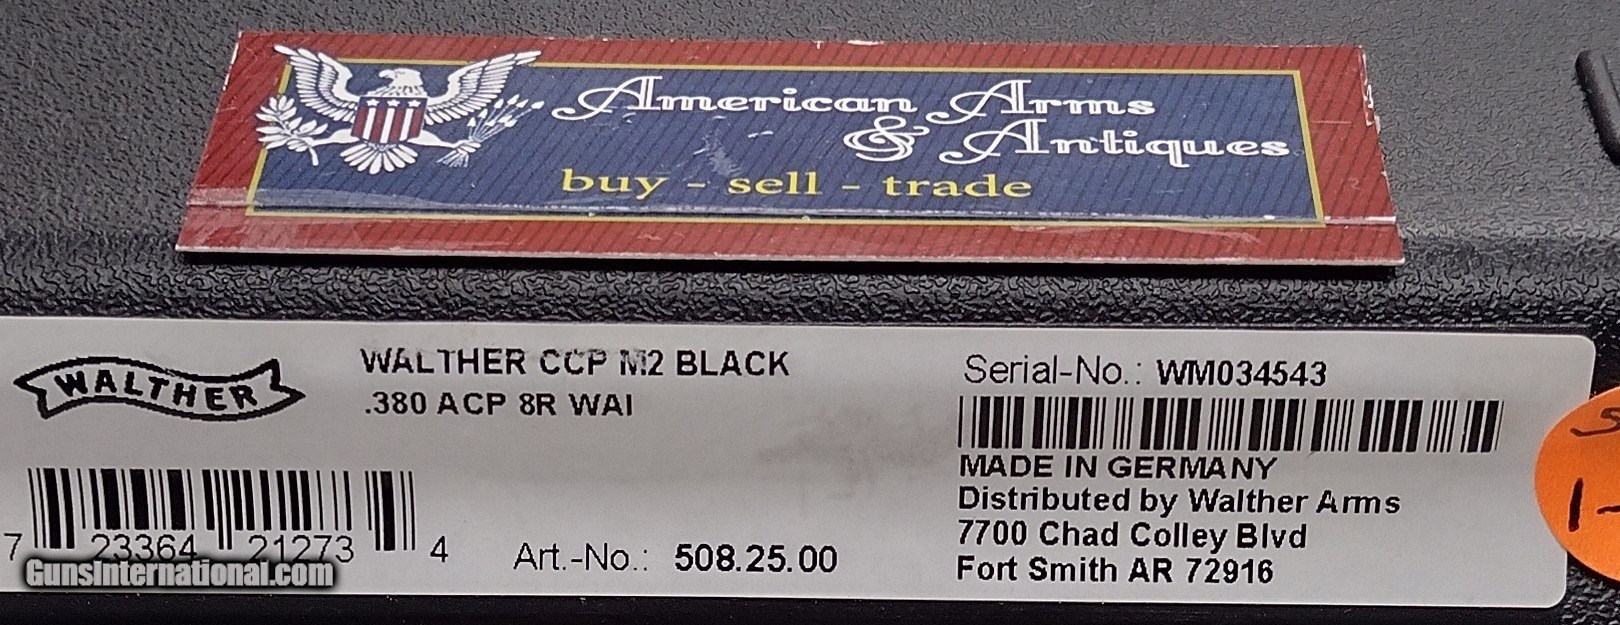 American Arms
& Antiques
buy - sell - trade
WALTHER
WALTHER CCP M2 BLACK
.380 ACP 8R WAI
7 23364 21273 4
Art.-No.: 508.25.00
Serial-No.: WM034543
MADE IN GERMANY
Distributed by Walther Arms
7700 Chad Colley Blvd
Fort Smith AR 72916
GunsInternational.com